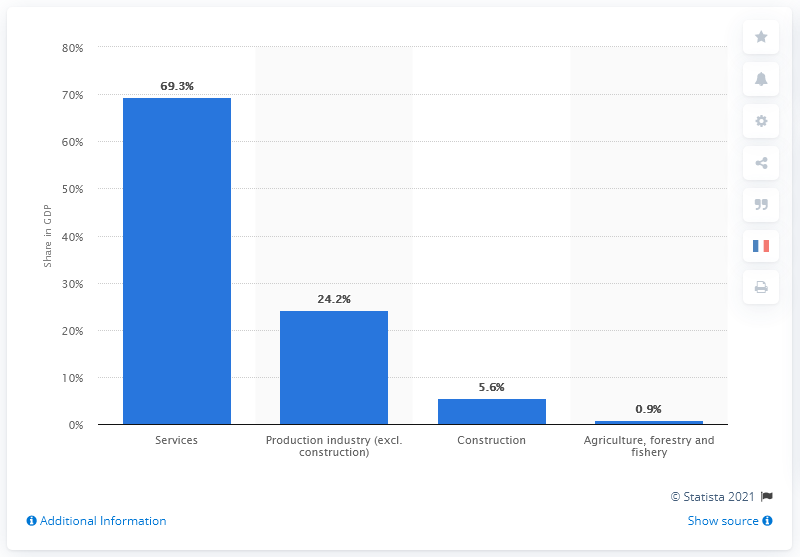 80%
70%
60%
50%
40%
30%
20%
10%
0%
Share in GDP
69.3%
24.2%
5.6%
0.9%
Services
Production industry (excl.
construction)
Construction
Agriculture, forestry and
fishery
© Statista 2021
Additional Information
Show source